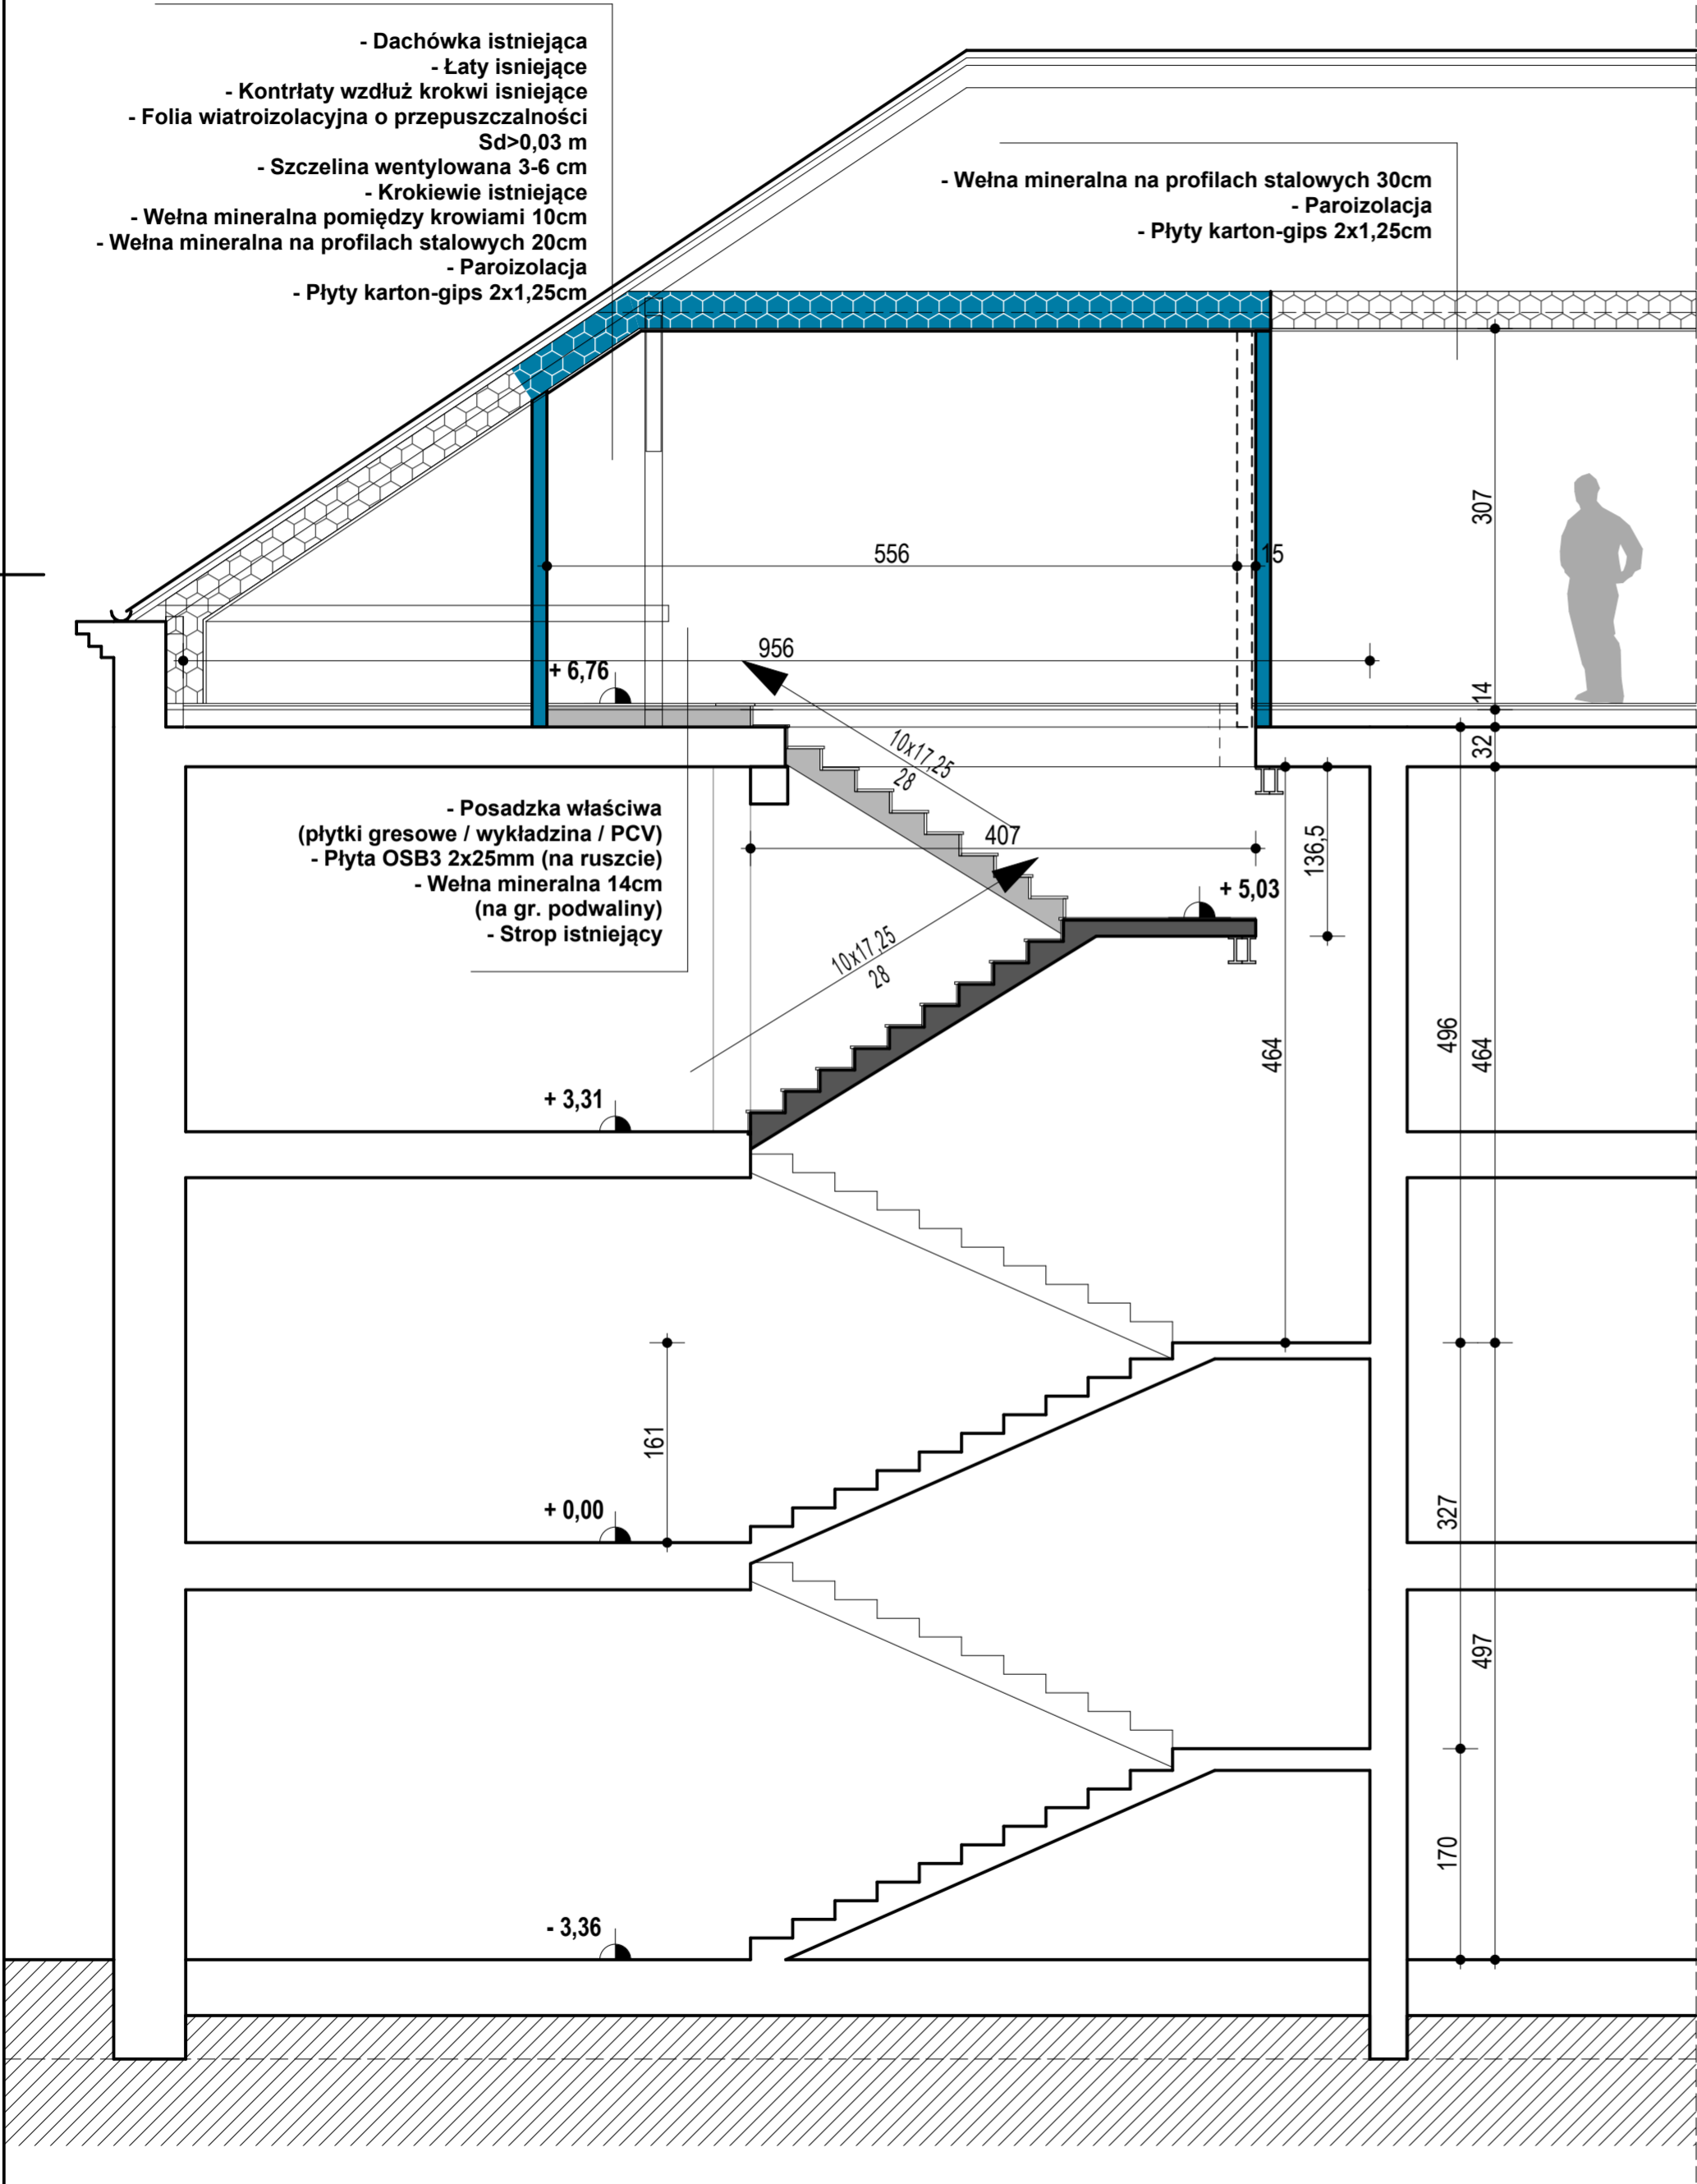 - Dachówka istniejąca
- Łaty isniejące
- Kontrłaty wzdłuż krokwi isniejące
- Folia wiatroizolacyjna o przepuszczalności
Sd>0,03 m
- Szczelina wentylowana 3-6 cm
- Krokiewie istniejące
- Wełna mineralna pomiędzy krowiami 10cm
- Wełna mineralna na profilach stalowych 20cm
- Paroizolacja
- Płyty karton-gips 2x1,25cm
- Wełna mineralna na profilach stalowych 30cm
- Paroizolacja
- Płyty karton-gips 2x1,25cm
307
556
15
956
+ 6,76
14
32
10x17,25
28
- Posadzka właściwa
(płytki gresowe / wykładzina / PCV)
- Płyta OSB3 2x25mm (na ruszcie)
- Wełna mineralna 14cm
(na gr. podwaliny)
- Strop istniejący
407
136,5
+ 5,03
10x17,25
28
464
496
464
+ 3,31
161
+ 0,00
327
497
170
- 3,36